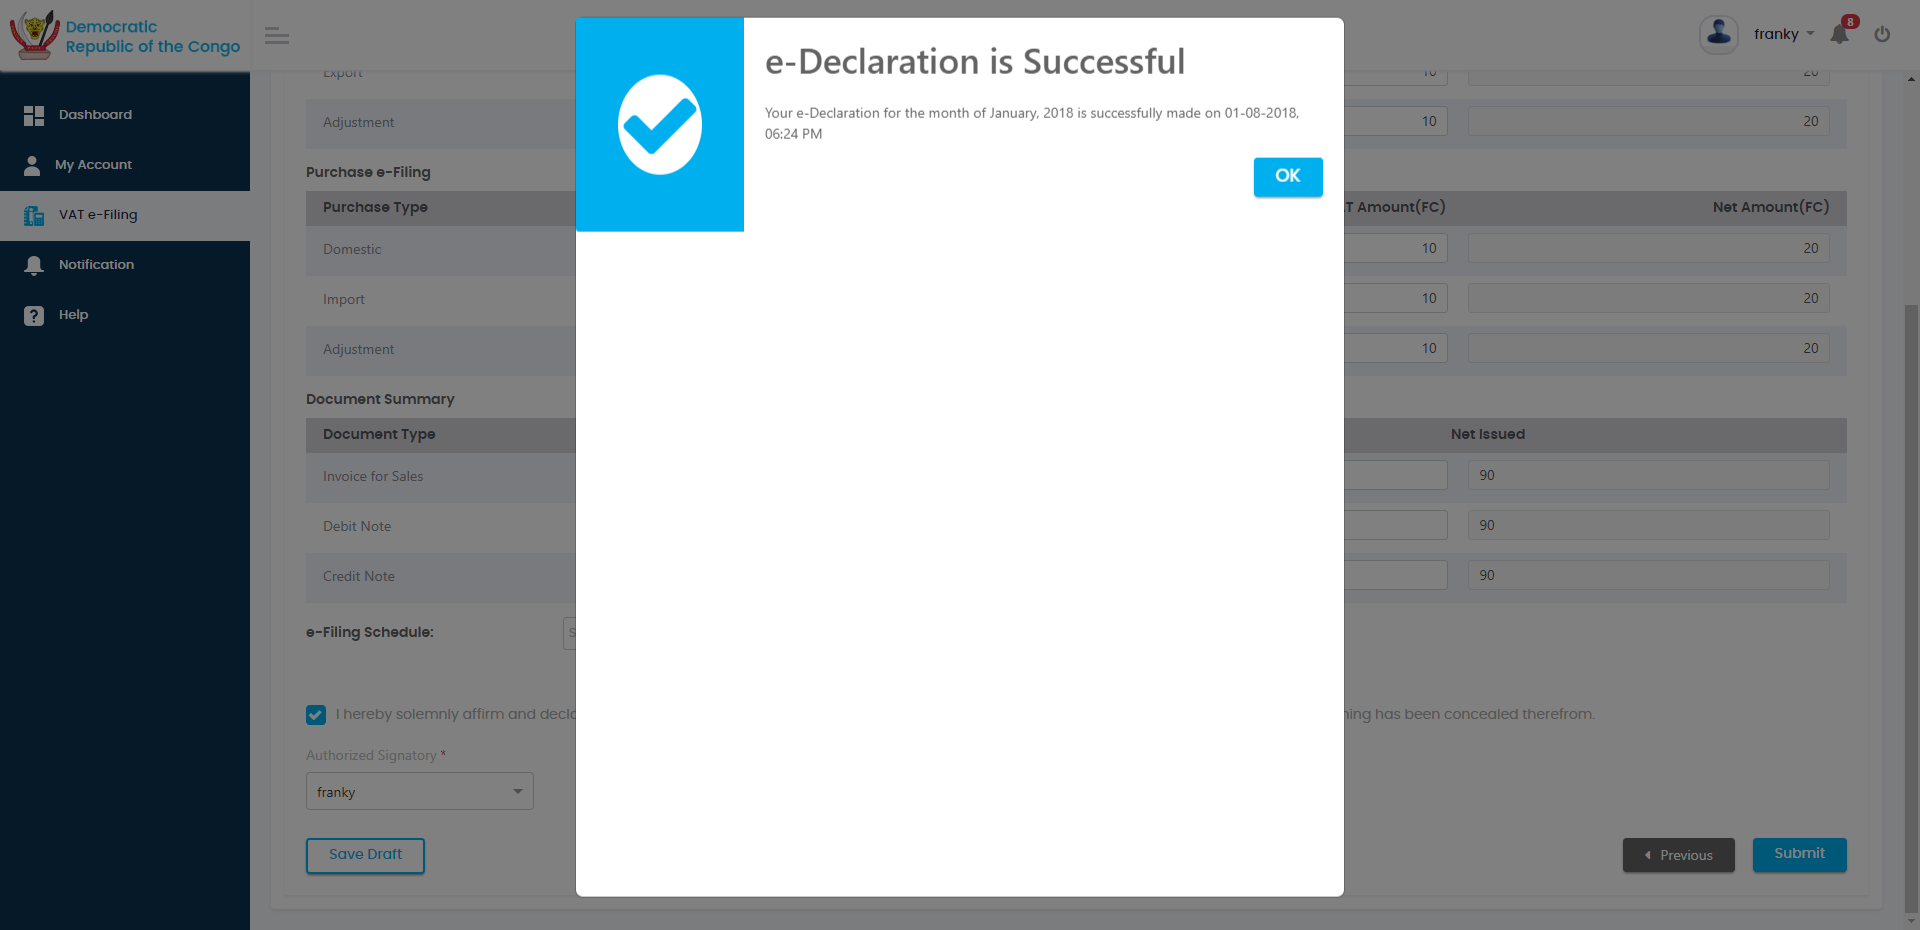 Democratic
Republic of the Congo
franky
8
Dashboard
My Account
VAT e-Filing
Notification
Help
e-Declaration is Successful
Your e-Declaration for the month of January, 2018 is successfully made on 01-08-2018,
06:24 PM
OK
Export 10 20
Adjustment 10 20
Purchase e-Filing
Purchase Type Amount(FC) Net Amount(FC)
Domestic 10 20
Import 10 20
Adjustment 10 20
Document Summary
Document Type Net Issued
Invoice for Sales 90
Debit Note 90
Credit Note 90
e-Filing Schedule:
I hereby solemnly affirm and has been concealed therefrom.
Authorized Signatory *
franky
Save Draft
Previous
Submit